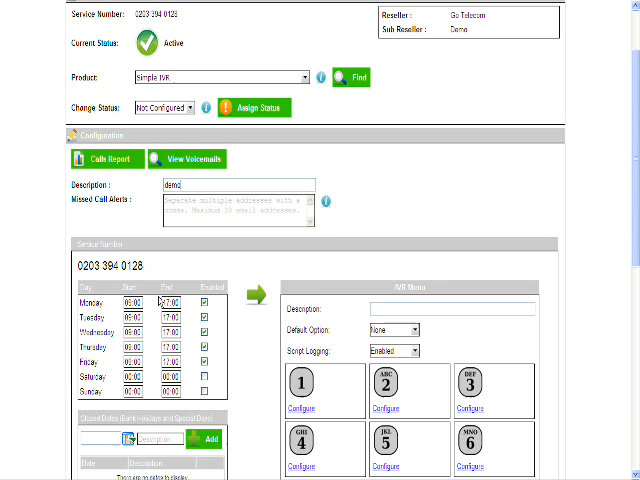 Service Number: 0203 394 0128
Reseller : Go Telecom
Sub Reseller : Demo
Current Status: Active
Product: Simple IVR Find
Change Status: Not Configured Assign Status
Configuration
Calls Report View Voicemails
Description : demo
Missed Call Alerts : Separate multiple addresses with a
comma. Maximum 10 email addresses.
Service Number
0203 394 0128
Day Start End Enabled
Monday 09:00 17:00
Tuesday 09:00 17:00
Wednesday 09:00 17:00
Thursday 09:00 17:00
Friday 09:00 17:00
Saturday 00:00 00:00
Sunday 00:00 00:00
Closed Dates (Bank Holidays and Special Days)
Description Add
Date Description
There are no dates to display
IVR Menu
Description:
Default Option: None
Script Logging: Enabled
1 ABC 2 DEF 3
Configure Configure Configure
GHI 4 JKL 5 MNO 6
Configure Configure Configure